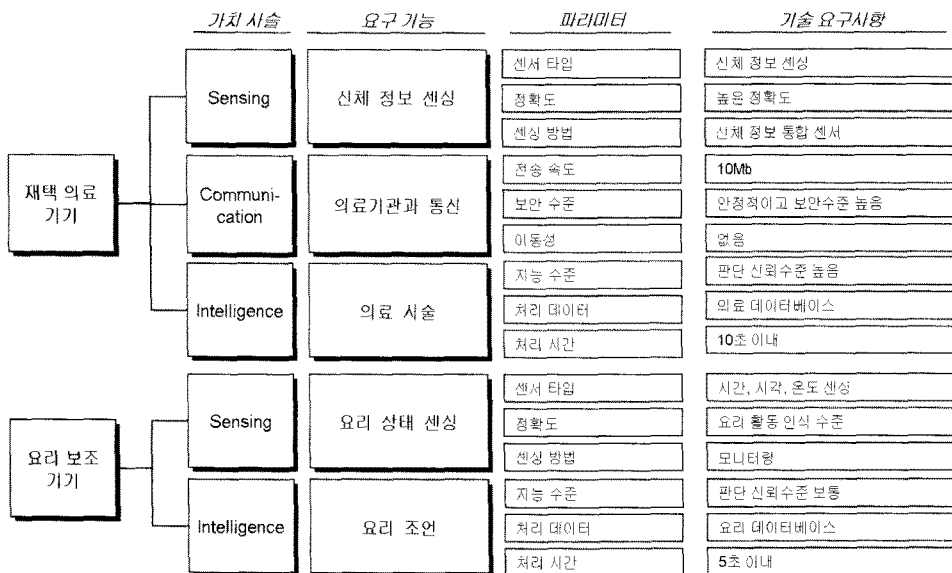 가치 사슬 요구 기능 파라미터 기술 요구사항
재택 의료
기기
Sensing
신체 정보 센싱
센서 타입 신체 정보 센싱
정확도 높은 정확도
센싱 방법 신체 정보 통합 센서
Communi-
cation
의료기관과 통신
전송 속도 10Mb
보안 수준 안정적이고 보안수준 높음
이동성 없음
Intelligence
의료 시술
지능 수준 판단 신뢰수준 높음
처리 데이터 의료 데이터베이스
처리 시간 10초 이내
요리 보조
기기
Sensing
요리 상태 센싱
센서 타입 시간, 시각, 온도 센싱
정확도 요리 활동 인식 수준
센싱 방법 모니터링
Intelligence
요리 조언
지능 수준 판단 신뢰수준 보통
처리 데이터 요리 데이터베이스
처리 시간 5초 이내